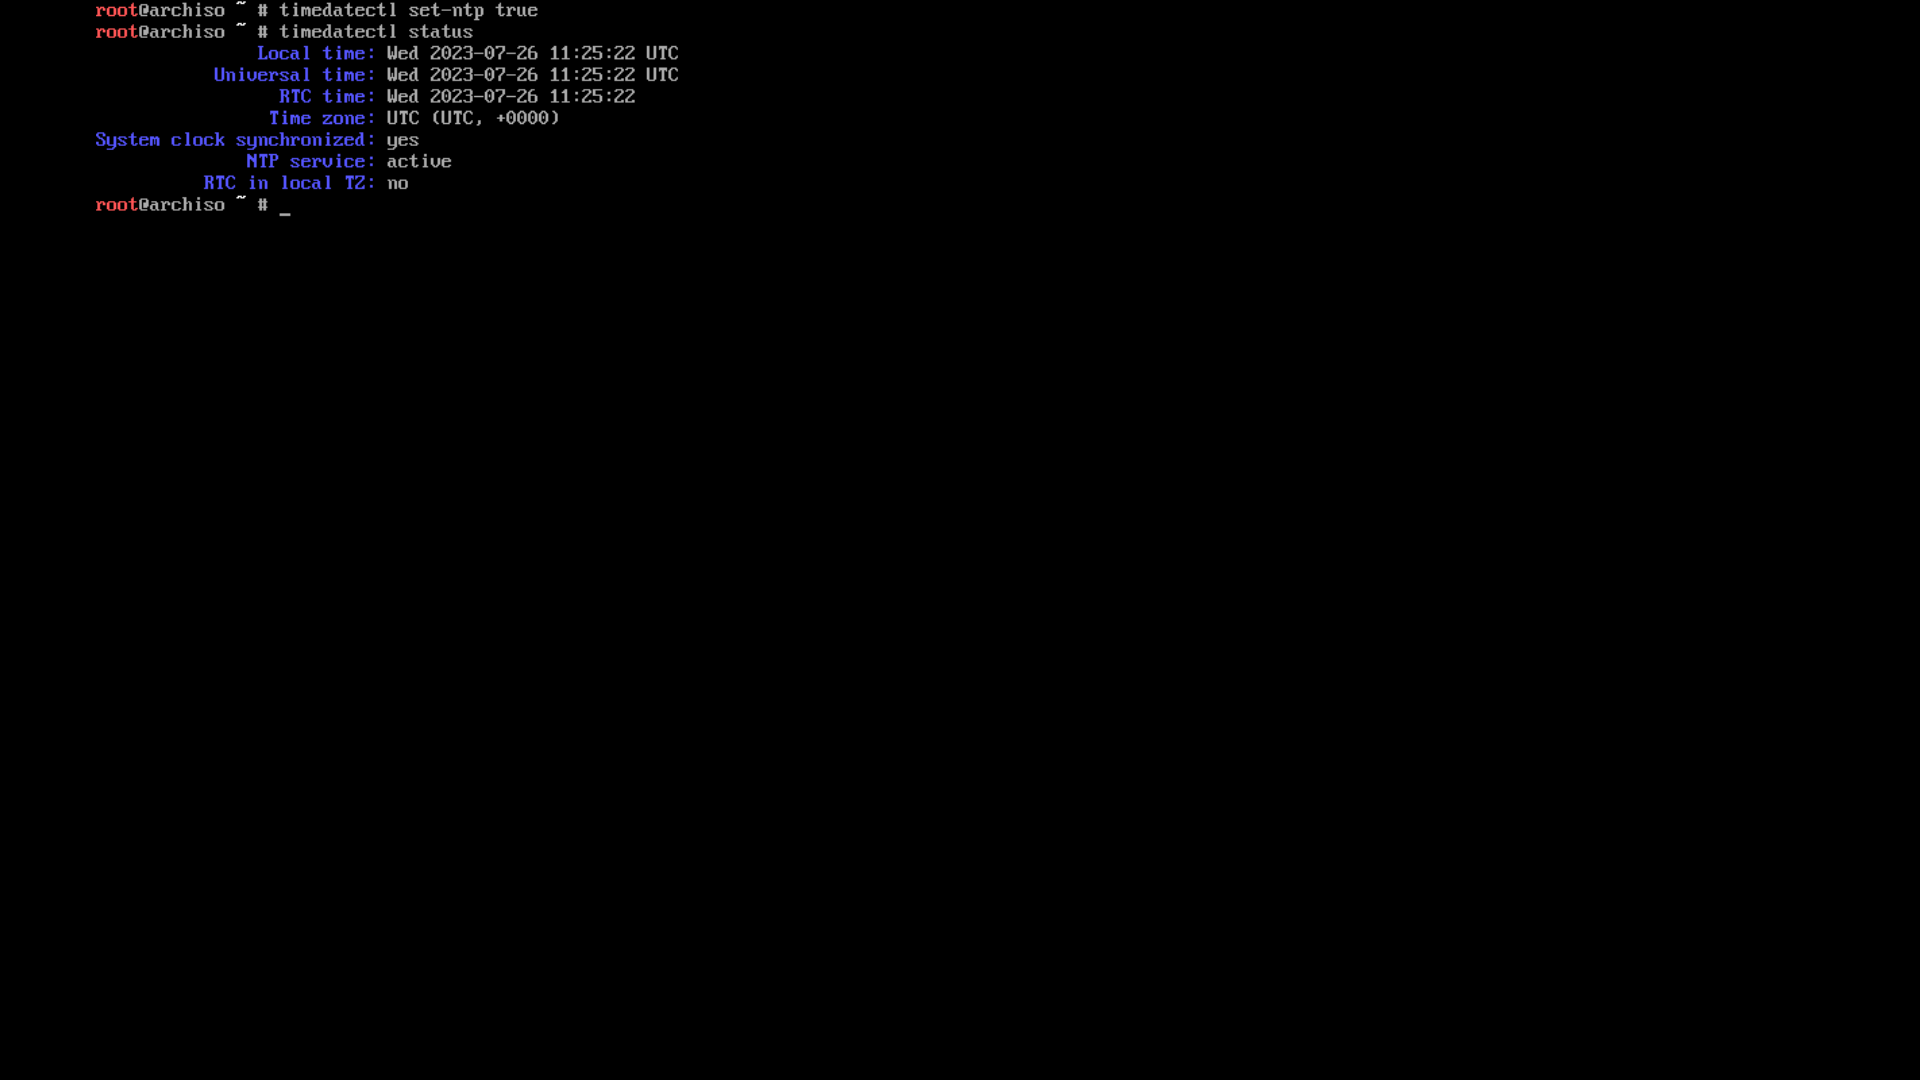 root@archiso ~ # timedatectl set-ntp true
root@archiso ~ # timedatectl status
Local time: Wed 2023-07-26 11:25:22 UTC
Universal time: Wed 2023-07-26 11:25:22 UTC
RTC time: Wed 2023-07-26 11:25:22
Time zone: UTC (UTC, +0000)
System clock synchronized: yes
NTP service: active
RTC in local TZ: no
root@archiso ~ # _